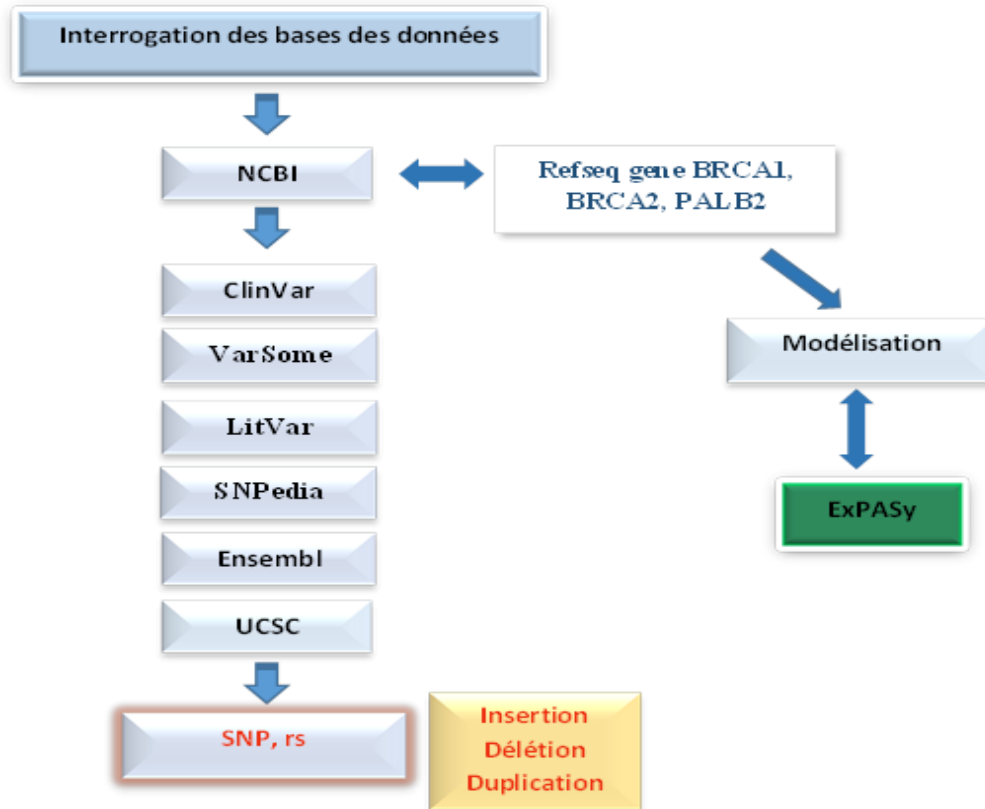 Interrogation des bases des données
NCBI
Refseq gene BRCA1,
BRCA2, PALB2
ClinVar
VarSome
Modélisation
LitVar
SNPedia
ExPASy
Ensembl
UCSC
SNP, rs
Insertion
Délétion
Duplication